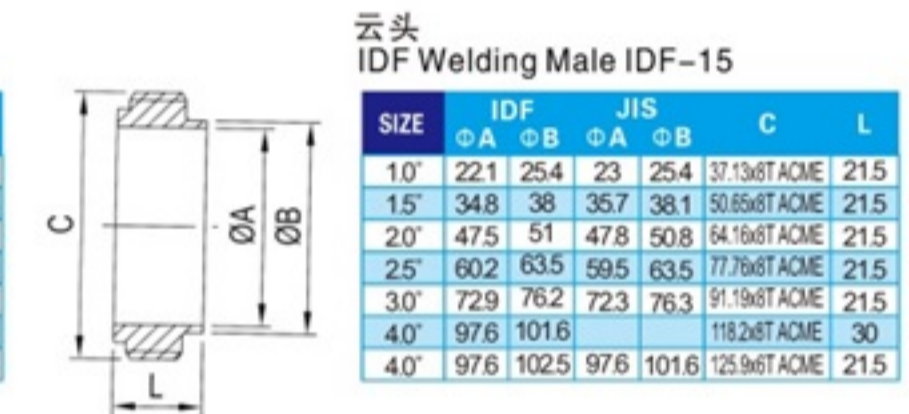 云头
IDF Welding Male IDF-15
SIZE IDF JIS C L
ΦA ΦB ΦA ΦB
1.0" 22.1 25.4 23 25.4 37.13x8T ACME 21.5
1.5" 34.8 38 35.7 38.1 50.65x8T ACME 21.5
2.0" 47.5 51 47.8 50.8 64.16x8T ACME 21.5
2.5" 60.2 63.5 59.5 63.5 77.76x8T ACME 21.5
3.0" 72.9 76.2 72.3 76.3 91.19x8T ACME 21.5
4.0" 97.6 101.6 118.2x8T ACME 30
4.0" 97.6 102.5 97.6 101.6 125.9x6T ACME 21.5
C
ØA
ØB
L